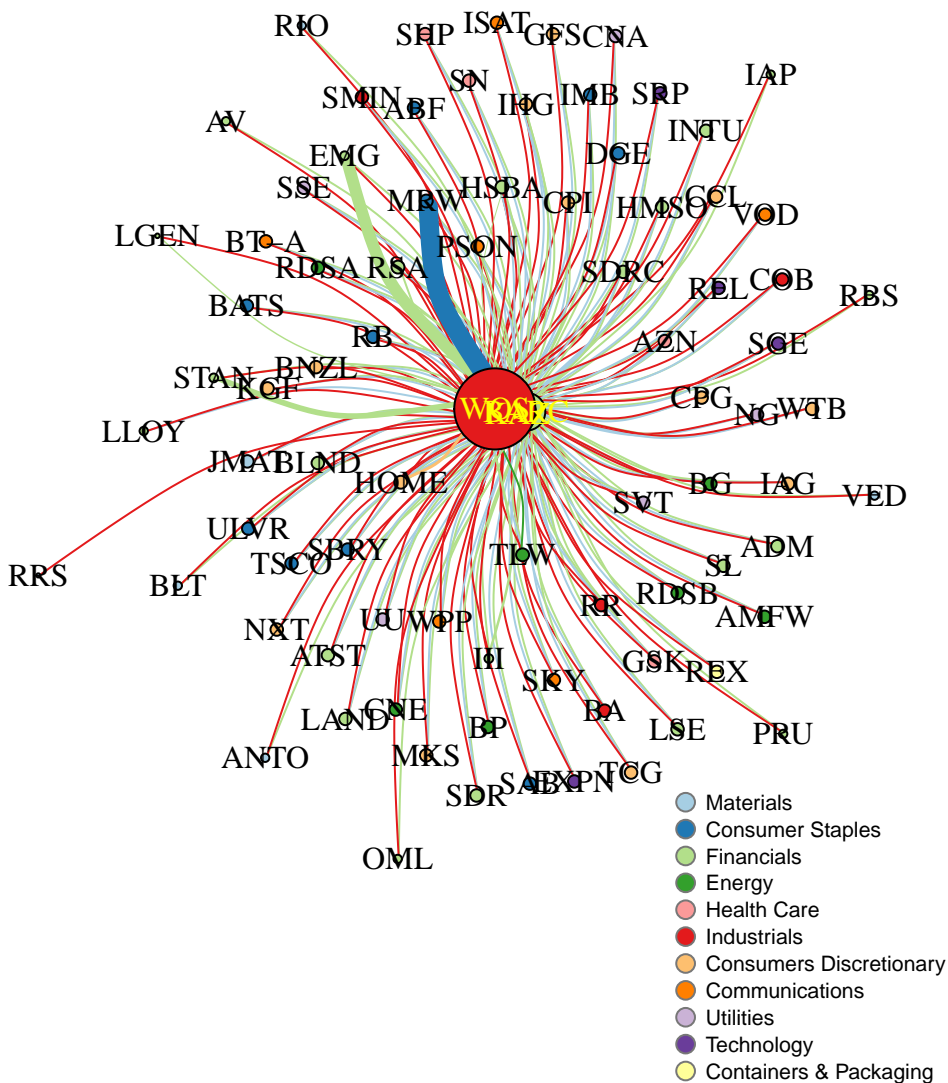 RIO
SHP
ISAT
GFS
CNA
IAP
SN
SMIN
ABF
IHG
IMB
SRP
AV
INTU
EMG
DGE
SSE
MRW
HSBA
CPI
HMSO
CCL
VOD
LGEN
BT-A
PSON
RDSA
RSA
SDRC
REL
COB
RBS
BATS
RB
AZN
SGE
STAN
KGF
BNZL
CPG
NG
WTB
WOS
LLOY
JMAT
BLND
HOME
BG
IAG
VED
SVT
ULVR
TSCO
SBRY
TLW
ADM
SL
RRS
BLT
RDSB
RR
AMFW
NXT
UU
WPP
ATST
III
SKY
GSK
REX
LAND
CNE
BP
BA
LSE
PRU
ANTO
MKS
SDR
SAB
EXPN
TCG
OML
Materials
Consumer Staples
Financials
Energy
Health Care
Industrials
Consumers Discretionary
Communications
Utilities
Technology
Containers & Packaging